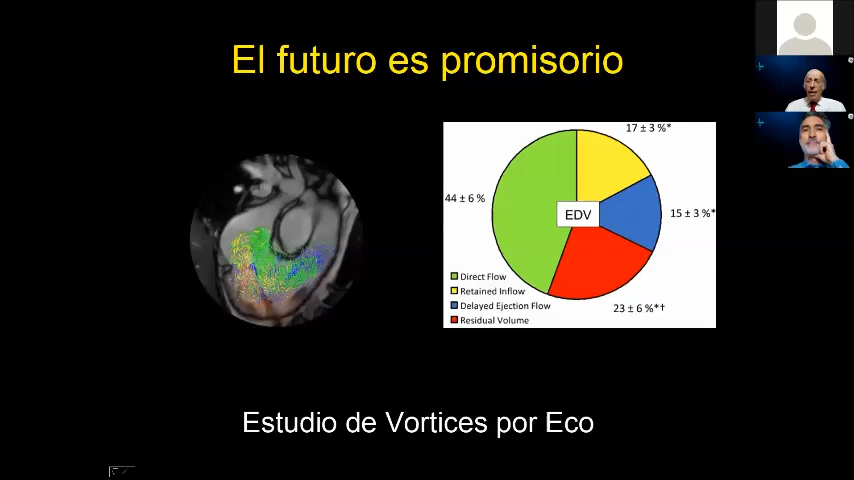 El futuro es promisorio
17 ± 3 %*
44 ± 6 %
EDV
15 ± 3 %*
Direct Flow
Retained Inflow
Delayed Ejection Flow
Residual Volume
23 ± 6 %*†
Estudio de Vortices por Eco